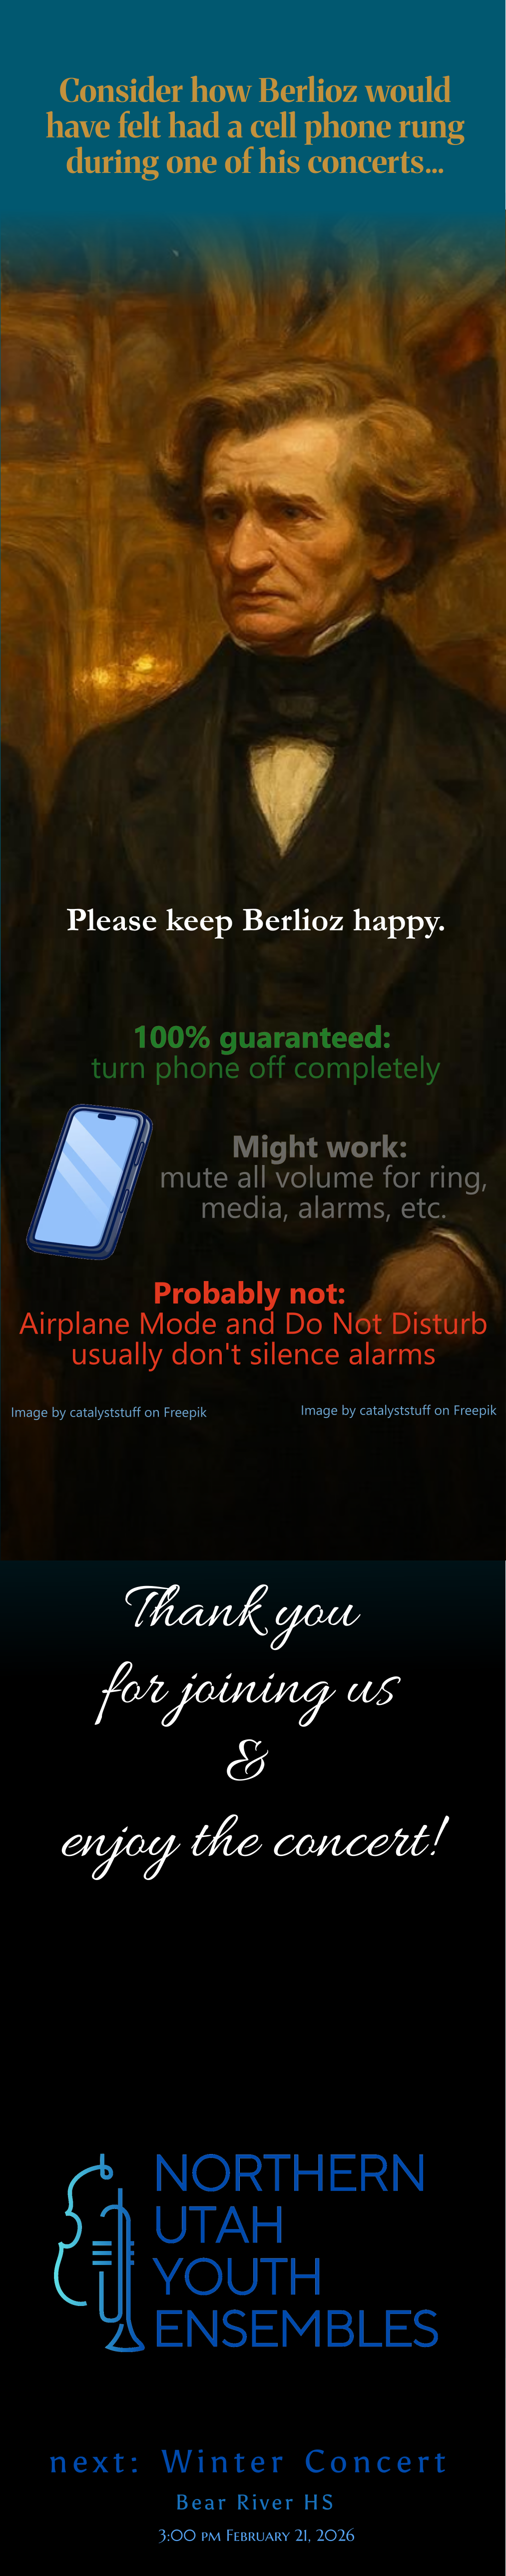 Consider how Berlioz would
have felt had a cell phone rung
during one of his concerts...
Please keep Berlioz happy.
100% guaranteed:
turn phone off completely
Might work:
mute all volume for ring,
media, alarms, etc.
Probably not:
Airplane Mode and Do Not Disturb
usually don't silence alarms
Image by catalyststuff on Freepik
Image by catalyststuff on Freepik
Thank you
for joining us
&
enjoy the concert!
NORTHERN
UTAH
YOUTH
ENSEMBLES
next: Winter Concert
Bear River HS
3:00 PM FEBRUARY 21, 2026